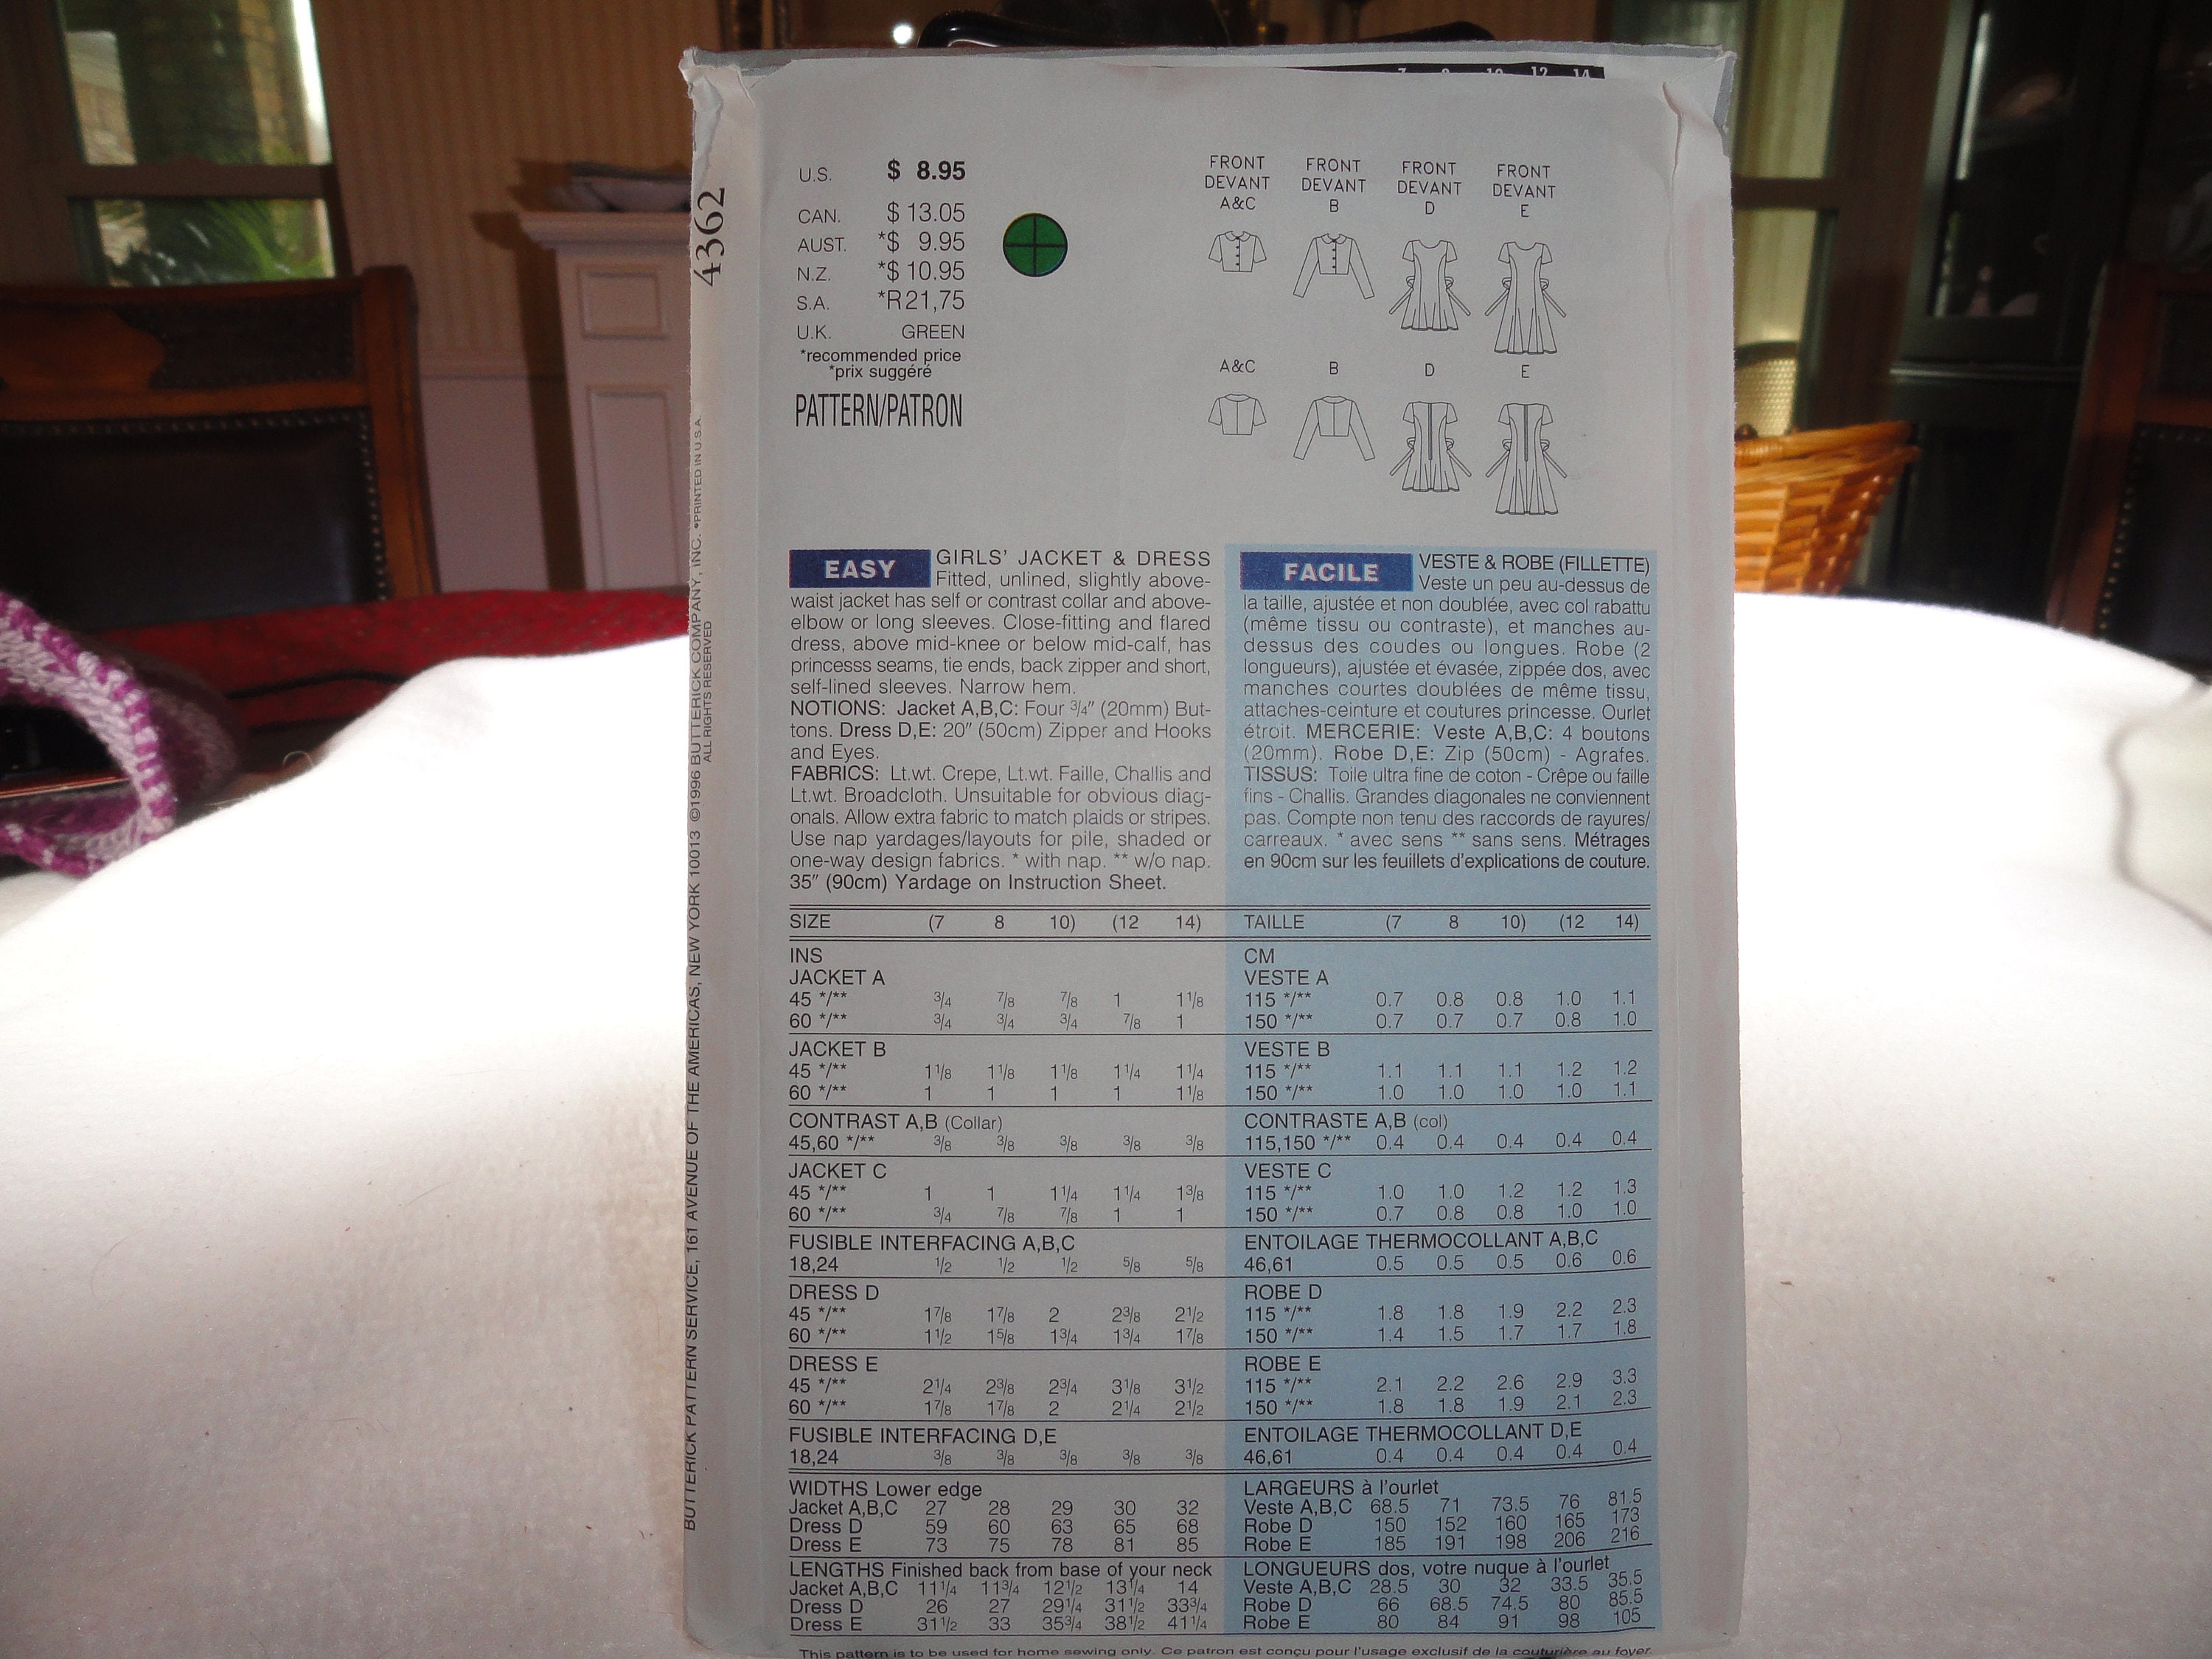 7 8 10 12 14
4362
BUTTERICK PATTERN SERVICE, 161 AVENUE OF THE AMERICAS, NEW YORK 10013 ©1996 BUTTERICK COMPANY, INC. •PRINTED IN U.S.A.
ALL RIGHTS RESERVED
U.S. $ 8.95
CAN. $ 13.05
AUST. *$ 9.95
N.Z. *$ 10.95
S.A. *R21,75
U.K. GREEN
*recommended price
*prix suggéré
PATTERN/PATRON
FRONT FRONT FRONT FRONT
DEVANT DEVANT DEVANT DEVANT
A&C B D E
A&C B D E
EASY GIRLS' JACKET & DRESS
Fitted, unlined, slightly above-
waist jacket has self or contrast collar and above-
elbow or long sleeves. Close-fitting and flared
dress, above mid-knee or below mid-calf, has
princesss seams, tie ends, back zipper and short,
self-lined sleeves. Narrow hem.
NOTIONS: Jacket A,B,C: Four 3/4" (20mm) But-
tons. Dress D,E: 20" (50cm) Zipper and Hooks
and Eyes.
FABRICS: Lt.wt. Crepe, Lt.wt. Faille, Challis and
Lt.wt. Broadcloth. Unsuitable for obvious diag-
onals. Allow extra fabric to match plaids or stripes.
Use nap yardages/layouts for pile, shaded or
one-way design fabrics. * with nap. ** w/o nap.
35" (90cm) Yardage on Instruction Sheet.
FACILE VESTE & ROBE (FILLETTE)
Veste un peu au-dessus de
la taille, ajustée et non doublée, avec col rabattu
(même tissu ou contraste), et manches au-
dessus des coudes ou longues. Robe (2
longueurs), ajustée et évasée, zippée dos, avec
manches courtes doublées de même tissu,
attaches-ceinture et coutures princesse. Ourlet
étroit. MERCERIE: Veste A,B,C: 4 boutons
(20mm). Robe D,E: Zip (50cm) - Agrafes.
TISSUS: Toile ultra fine de coton - Crêpe ou faille
fins - Challis. Grandes diagonales ne conviennent
pas. Compte non tenu des raccords de rayures/
carreaux. * avec sens ** sans sens. Métrages
en 90cm sur les feuillets d'explications de couture.
SIZE (7 8 10) (12 14)
INS
JACKET A
45 */** 3/4 7/8 7/8 1 1 1/8
60 */** 3/4 3/4 3/4 7/8 1
JACKET B
45 */** 1 1/8 1 1/8 1 1/8 1 1/4 1 1/4
60 */** 1 1 1 1 1 1/8
CONTRAST A,B (Collar)
45,60 */** 3/8 3/8 3/8 3/8 3/8
JACKET C
45 */** 1 1 1 1/4 1 1/4 1 3/8
60 */** 3/4 7/8 7/8 1 1
FUSIBLE INTERFACING A,B,C
18,24 1/2 1/2 1/2 5/8 5/8
DRESS D
45 */** 1 7/8 1 7/8 2 2 3/8 2 1/2
60 */** 1 1/2 1 5/8 1 3/4 1 3/4 1 7/8
DRESS E
45 */** 2 1/4 2 3/8 2 3/4 3 1/8 3 1/2
60 */** 1 7/8 1 7/8 2 2 1/4 2 1/2
FUSIBLE INTERFACING D,E
18,24 3/8 3/8 3/8 3/8 3/8
WIDTHS Lower edge
Jacket A,B,C 27 28 29 30 32
Dress D 59 60 63 65 68
Dress E 73 75 78 81 85
LENGTHS Finished back from base of your neck
Jacket A,B,C 11 1/4 11 3/4 12 1/2 13 1/4 14
Dress D 26 27 29 1/4 31 1/2 33 3/4
Dress E 31 1/2 33 35 3/4 38 1/2 41 1/4
TAILLE (7 8 10) (12 14)
CM
VESTE A
115 */** 0.7 0.8 0.8 1.0 1.1
150 */** 0.7 0.7 0.7 0.8 1.0
VESTE B
115 */** 1.1 1.1 1.1 1.2 1.2
150 */** 1.0 1.0 1.0 1.0 1.1
CONTRASTE A,B (col)
115,150 */** 0.4 0.4 0.4 0.4 0.4
VESTE C
115 */** 1.0 1.0 1.2 1.2 1.3
150 */** 0.7 0.8 0.8 1.0 1.0
ENTOILAGE THERMOCOLLANT A,B,C
46,61 0.5 0.5 0.5 0.6 0.6
ROBE D
115 */** 1.8 1.8 1.9 2.2 2.3
150 */** 1.4 1.5 1.7 1.7 1.8
ROBE E
115 */** 2.1 2.2 2.6 2.9 3.3
150 */** 1.8 1.8 1.9 2.1 2.3
ENTOILAGE THERMOCOLLANT D,E
46,61 0.4 0.4 0.4 0.4 0.4
LARGEURS à l'ourlet
Veste A,B,C 68.5 71 73.5 76 81.5
Robe D 150 152 160 165 173
Robe E 185 191 198 206 216
LONGUEURS dos, votre nuque à l'ourlet
Veste A,B,C 28.5 30 32 33.5 35.5
Robe D 66 68.5 74.5 80 85.5
Robe E 80 84 91 98 105
This pattern is to be used for home sewing only. Ce patron est conçu pour l'usage exclusif de la couturière au foyer.